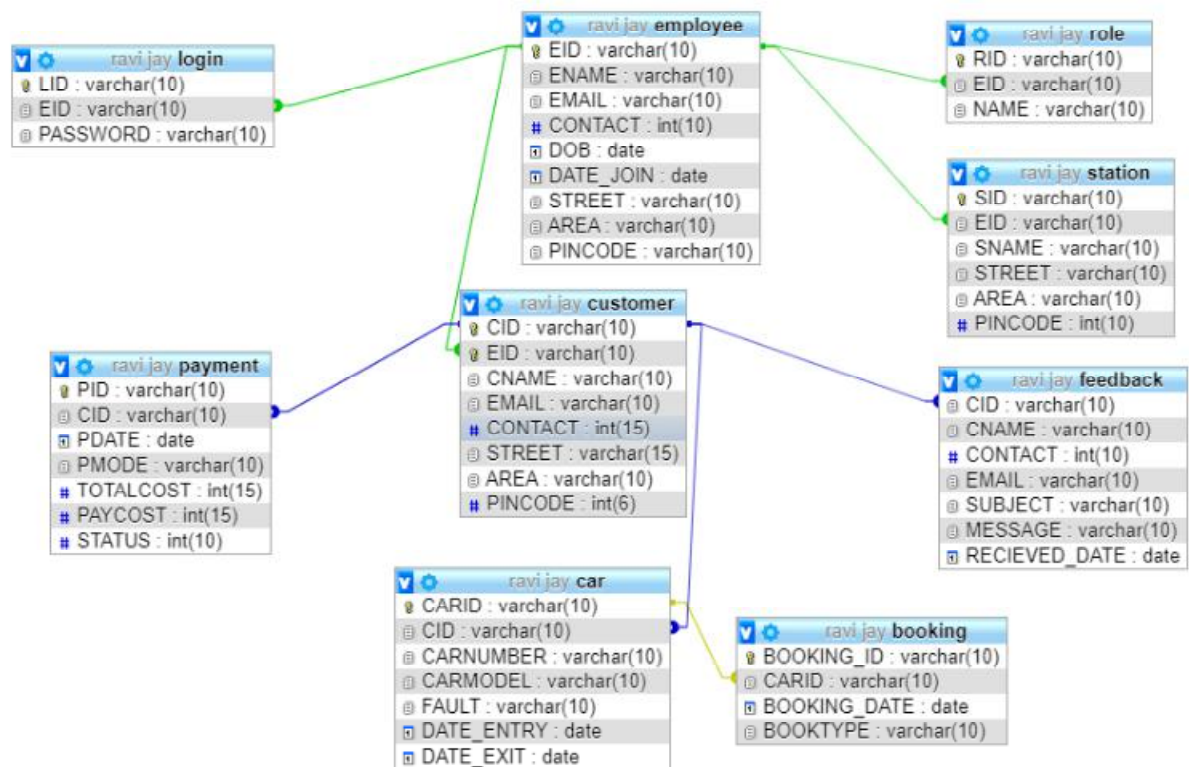 ravi jay login
LID : varchar(10)
EID : varchar(10)
PASSWORD : varchar(10)
ravi jay employee
EID : varchar(10)
ENAME : varchar(10)
EMAIL : varchar(10)
# CONTACT : int(10)
DOB : date
DATE_JOIN : date
STREET : varchar(10)
AREA : varchar(10)
PINCODE : varchar(10)
ravi jay role
RID : varchar(10)
EID : varchar(10)
NAME : varchar(10)
ravi jay station
SID : varchar(10)
EID : varchar(10)
SNAME : varchar(10)
STREET : varchar(10)
AREA : varchar(10)
# PINCODE : int(10)
ravi jay customer
CID : varchar(10)
EID : varchar(10)
CNAME : varchar(10)
EMAIL : varchar(10)
# CONTACT : int(15)
STREET : varchar(15)
AREA : varchar(10)
# PINCODE : int(6)
ravi jay payment
PID : varchar(10)
CID : varchar(10)
PDATE : date
PMODE : varchar(10)
# TOTALCOST : int(15)
# PAYCOST : int(15)
# STATUS : int(10)
ravi jay feedback
CID : varchar(10)
CNAME : varchar(10)
# CONTACT : int(10)
EMAIL : varchar(10)
SUBJECT : varchar(10)
MESSAGE : varchar(10)
RECIEVED_DATE : date
ravi jay car
CARID : varchar(10)
CID : varchar(10)
CARNUMBER : varchar(10)
CARMODEL : varchar(10)
FAULT : varchar(10)
DATE_ENTRY : date
DATE_EXIT : date
ravi jay booking
BOOKING_ID : varchar(10)
CARID : varchar(10)
BOOKING_DATE : date
BOOKTYPE : varchar(10)